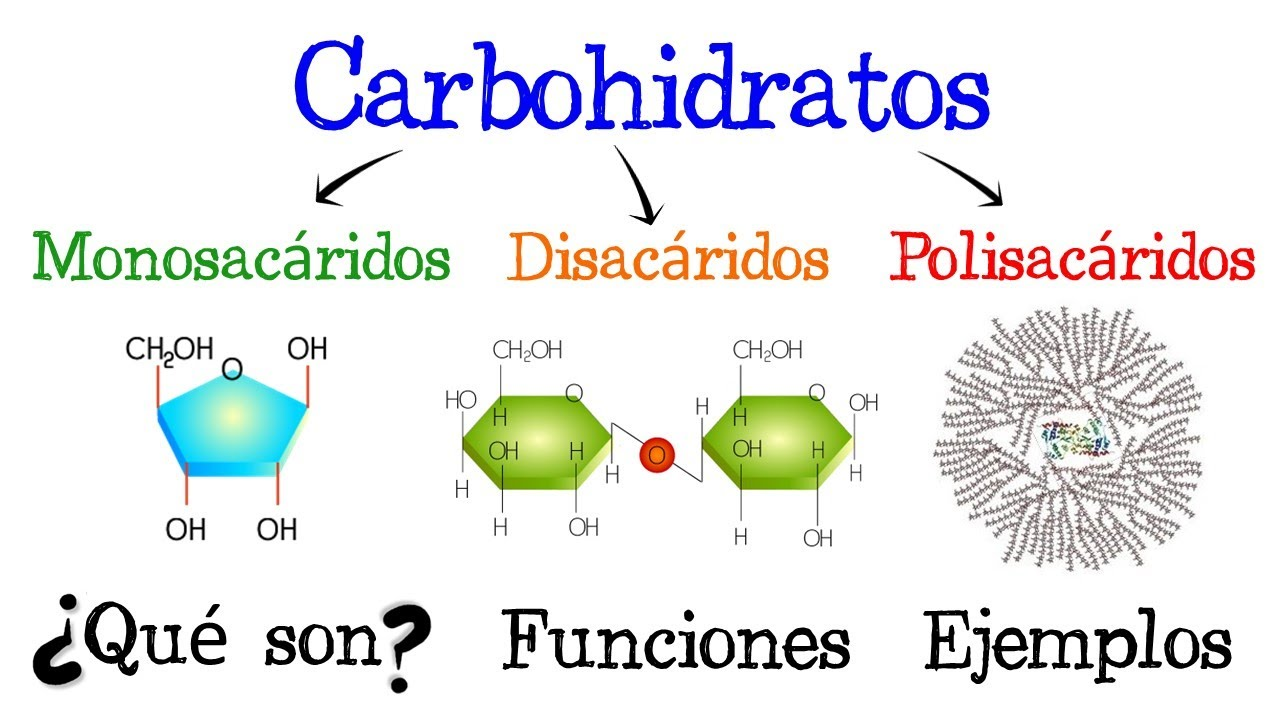 Carbohidratos
Monosacáridos Disacáridos Polisacáridos
CH₂OH O OH
OH OH
CH₂OH CH₂OH
HO O H O OH
H H
OH H OH H
O
H H H
H OH H OH
¿Qué son? Funciones Ejemplos